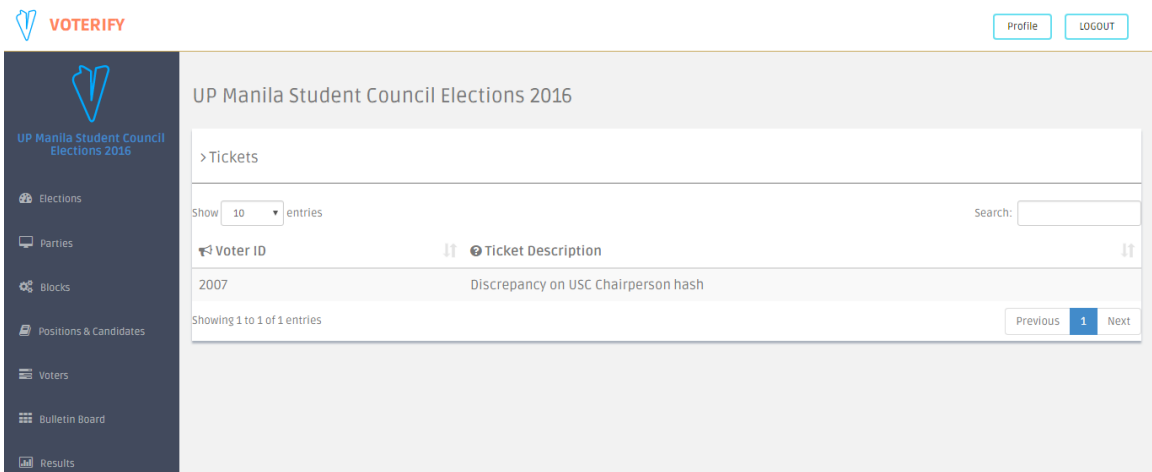 VOTERIFY
Profile
LOGOUT
UP Manila Student Council
Elections 2016
Elections
Parties
Blocks
Positions & Candidates
Voters
Bulletin Board
Results
UP Manila Student Council Elections 2016
> Tickets
Show 10 entries
Search:
Voter ID
Ticket Description
2007
Discrepancy on USC Chairperson hash
Showing 1 to 1 of 1 entries
Previous 1 Next